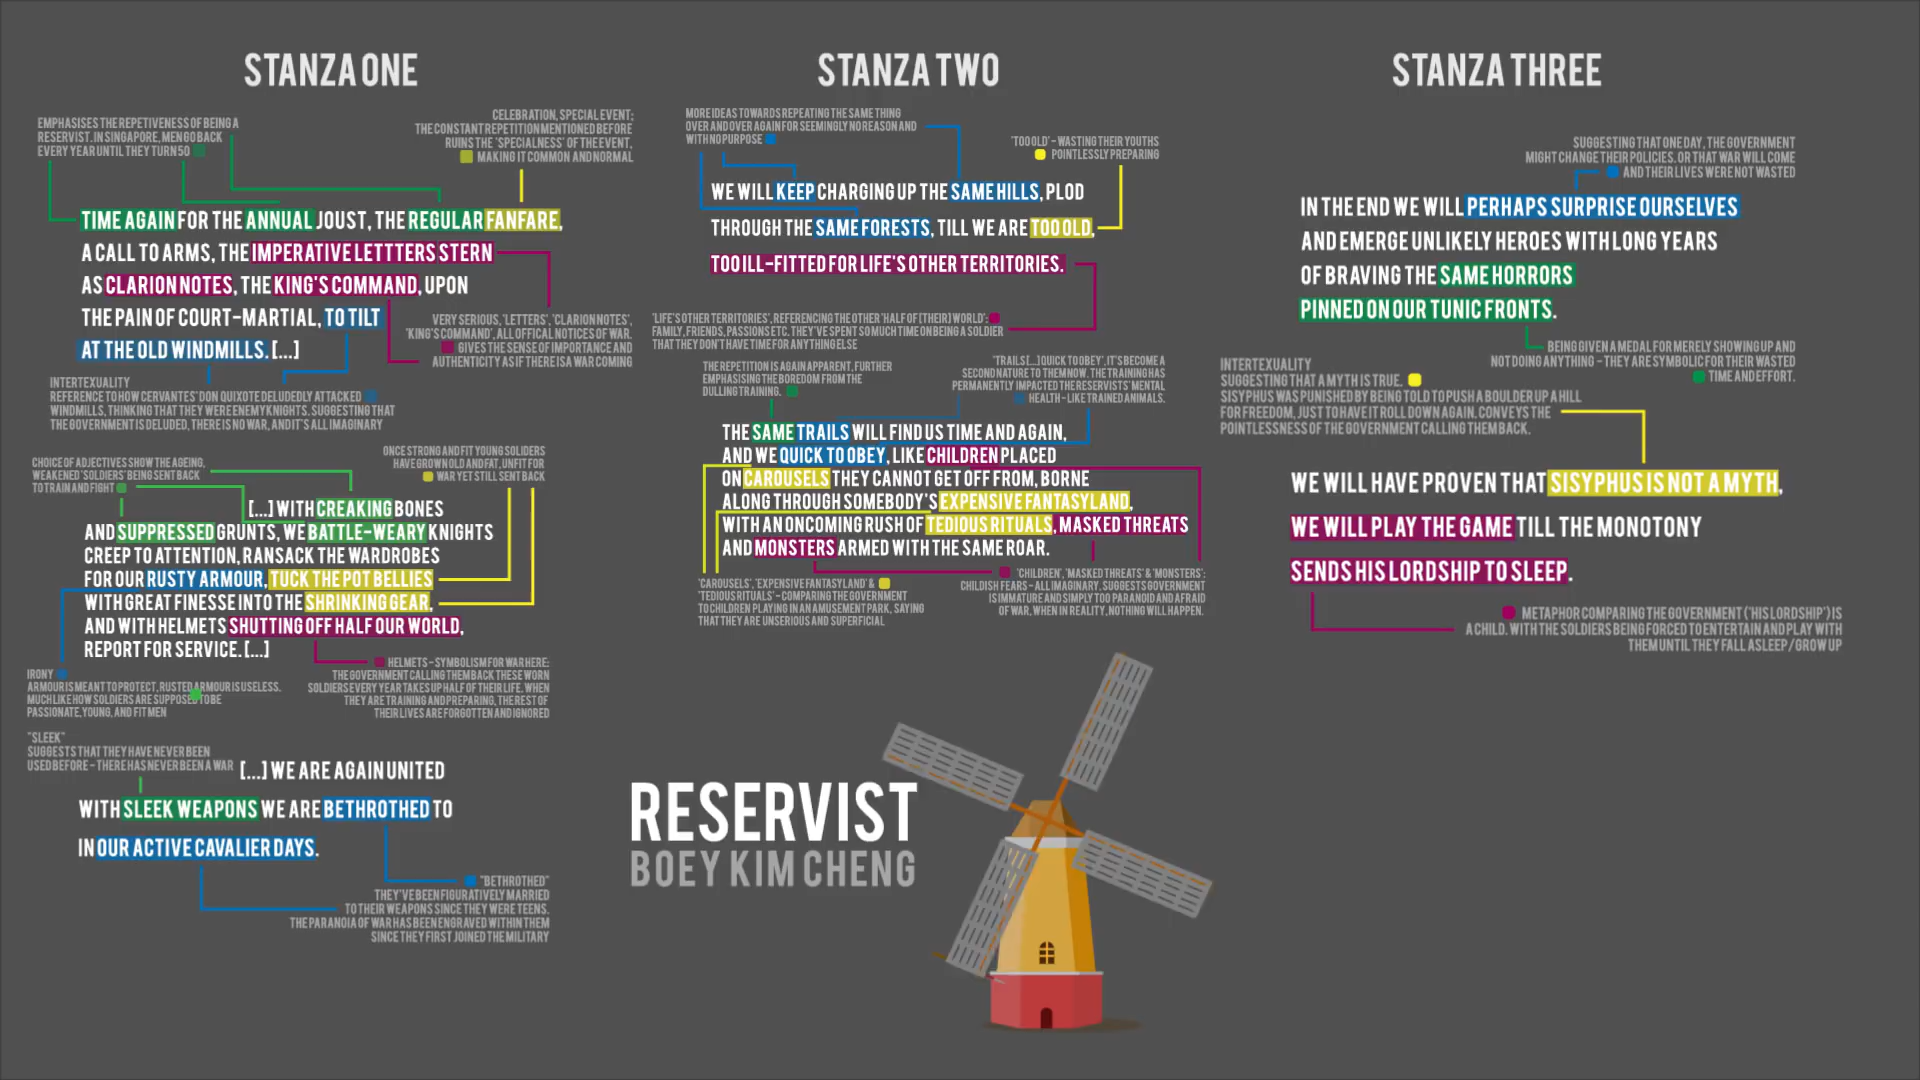 STANZA ONE
EMPHASISES THE REPETIVENESS OF BEING A
RESERVIST. IN SINGAPORE, MEN GO BACK
EVERY YEAR UNTIL THEY TURN 50
CELEBRATION, SPECIAL EVENT;
THE CONSTANT REPETITION MENTIONED BEFORE
RUINS THE 'SPECIALNESS' OF THE EVENT,
MAKING IT COMMON AND NORMAL
TIME AGAIN FOR THE ANNUAL JOUST, THE REGULAR FANFARE,
A CALL TO ARMS, THE IMPERATIVE LETTTERS STERN
AS CLARION NOTES, THE KING'S COMMAND, UPON
THE PAIN OF COURT-MARTIAL, TO TILT
AT THE OLD WINDMILLS. [...]
VERY SERIOUS, 'LETTERS', 'CLARION NOTES',
'KING'S COMMAND', ALL OFFICAL NOTICES OF WAR.
GIVES THE SENSE OF IMPORTANCE AND
AUTHENTICITY AS IF THERE IS A WAR COMING
INTERTEXUALITY
REFERENCE TO HOW CERVANTES' DON QUIXOTE DELUDEDLY ATTACKED
WINDMILLS, THINKING THAT THEY WERE ENEMY KNIGHTS. SUGGESTING THAT
THE GOVERNMENT IS DELUDED, THERE IS NO WAR, AND IT'S ALL IMAGINARY
CHOICE OF ADJECTIVES SHOW THE AGEING,
WEAKENED 'SOLDIERS' BEING SENT BACK
TO TRAIN AND FIGHT
ONCE STRONG AND FIT YOUNG SOLIDERS
HAVE GROWN OLD AND FAT, UNFIT FOR
WAR YET STILL SENT BACK
[...] WITH CREAKING BONES
AND SUPPRESSED GRUNTS, WE BATTLE-WEARY KNIGHTS
CREEP TO ATTENTION, RANSACK THE WARDROBES
FOR OUR RUSTY ARMOUR, TUCK THE POT BELLIES
WITH GREAT FINESSE INTO THE SHRINKING GEAR,
AND WITH HELMETS SHUTTING OFF HALF OUR WORLD,
REPORT FOR SERVICE. [...]
IRONY
ARMOUR IS MEANT TO PROTECT, RUSTED ARMOUR IS USELESS.
MUCH LIKE HOW SOLDIERS ARE SUPPOSED TO BE
PASSIONATE, YOUNG, AND FIT MEN
HELMETS - SYMBOLISM FOR WAR HERE;
THE GOVERNMENT CALLING THEM BACK THESE WORN
SOLDIERS EVERY YEAR TAKES UP HALF OF THEIR LIFE. WHEN
THEY ARE TRAINING AND PREPARING, THE REST OF
THEIR LIVES ARE FORGOTTEN AND IGNORED
"SLEEK"
SUGGESTS THAT THEY HAVE NEVER BEEN
USED BEFORE - THERE HAS NEVER BEEN A WAR
[...] WE ARE AGAIN UNITED
WITH SLEEK WEAPONS WE ARE BETHROTHED TO
IN OUR ACTIVE CAVALIER DAYS.
"BETHROTHED"
THEY'VE BEEN FIGURATIVELY MARRIED
TO THEIR WEAPONS SINCE THEY WERE TEENS.
THE PARANOIA OF WAR HAS BEEN ENGRAVED WITHIN THEM
SINCE THEY FIRST JOINED THE MILITARY
STANZA TWO
MORE IDEAS TOWARDS REPEATING THE SAME THING
OVER AND OVER AGAIN FOR SEEMINGLY NO REASON AND
WITH NO PURPOSE
'TOO OLD' - WASTING THEIR YOUTHS
POINTLESSLY PREPARING
WE WILL KEEP CHARGING UP THE SAME HILLS, PLOD
THROUGH THE SAME FORESTS, TILL WE ARE TOO OLD,
TOO ILL-FITTED FOR LIFE'S OTHER TERRITORIES.
'LIFE'S OTHER TERRITORIES', REFERENCING THE OTHER 'HALF OF [THEIR] WORLD':
FAMILY, FRIENDS, PASSIONS ETC. THEY'VE SPENT SO MUCH TIME ON BEING A SOLDIER
THAT THEY DON'T HAVE TIME FOR ANYTHING ELSE
THE REPETITION IS AGAIN APPARENT, FURTHER
EMPHASISING THE BOREDOM FROM THE
DULLING TRAINING.
"TRAILS [...] QUICK TO OBEY', IT'S BECOME A
SECOND NATURE TO THEM NOW. THE TRAINING HAS
PERMANENTLY IMPACTED THE RESERVISTS' MENTAL
HEALTH - LIKE TRAINED ANIMALS.
THE SAME TRAILS WILL FIND US TIME AND AGAIN,
AND WE QUICK TO OBEY, LIKE CHILDREN PLACED
ON CAROUSELS THEY CANNOT GET OFF FROM, BORNE
ALONG THROUGH SOMEBODY'S EXPENSIVE FANTASYLAND,
WITH AN ONCOMING RUSH OF TEDIOUS RITUALS, MASKED THREATS
AND MONSTERS ARMED WITH THE SAME ROAR.
'CAROUSELS', 'EXPENSIVE FANTASYLAND' &
'TEDIOUS RITUALS' - COMPARING THE GOVERNMENT
TO CHILDREN PLAYING IN AN AMUSEMENT PARK, SAYING
THAT THEY ARE UNSERIOUS AND SUPERFICIAL
'CHILDREN', 'MASKED THREATS' & 'MONSTERS':
CHILDISH FEARS - ALL IMAGINARY. SUGGESTS GOVERNMENT
IS IMMATURE AND SIMPLY TOO PARANOID AND AFRAID
OF WAR, WHEN IN REALITY, NOTHING WILL HAPPEN.
STANZA THREE
SUGGESTING THAT ONE DAY, THE GOVERNMENT
MIGHT CHANGE THEIR POLICIES. OR THAT WAR WILL COME
AND THEIR LIVES WERE NOT WASTED
IN THE END WE WILL PERHAPS SURPRISE OURSELVES
AND EMERGE UNLIKELY HEROES WITH LONG YEARS
OF BRAVING THE SAME HORRORS
PINNED ON OUR TUNIC FRONTS.
BEING GIVEN A MEDAL FOR MERELY SHOWING UP AND
NOT DOING ANYTHING - THEY ARE SYMBOLIC FOR THEIR WASTED
TIME AND EFFORT.
INTERTEXUALITY
SUGGESTING THAT A MYTH IS TRUE.
SISYPHUS WAS PUNISHED BY BEING TOLD TO PUSH A BOULDER UP A HILL
FOR FREEDOM, JUST TO HAVE IT ROLL DOWN AGAIN. CONVEYS THE
POINTLESSNESS OF THE GOVERNMENT CALLING THEM BACK.
WE WILL HAVE PROVEN THAT SISYPHUS IS NOT A MYTH,
WE WILL PLAY THE GAME TILL THE MONOTONY
SENDS HIS LORDSHIP TO SLEEP.
METAPHOR COMPARING THE GOVERNMENT ('HIS LORDSHIP') IS
A CHILD. WITH THE SOLDIERS BEING FORCED TO ENTERTAIN AND PLAY WITH
THEM UNTIL THEY FALL ASLEEP/GROW UP
RESERVIST
BOEY KIM CHENG